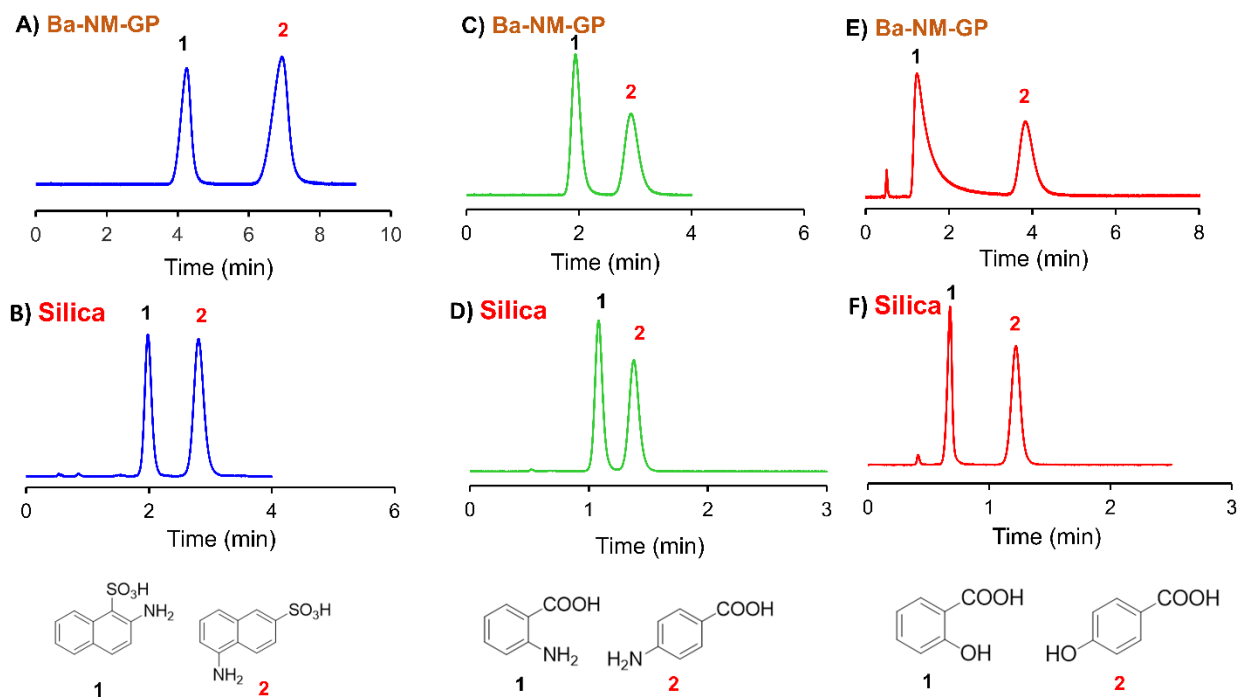 A) Ba-NM-GP
1
2
0 2 4 6 8 10
Time (min)
C) Ba-NM-GP
1
2
0 2 4 6
Time (min)
E) Ba-NM-GP
1
2
0 2 4 6 8
Time (min)
B) Silica
1
2
0 2 4 6
Time (min)
D) Silica
1
2
0 1 2 3
Time (min)
F) Silica
1
2
0 1 2 3
Time (min)
SO3H
NH2
1
SO3H
NH2
2
COOH
NH2
1
COOH
H2N
2
COOH
OH
1
COOH
HO
2